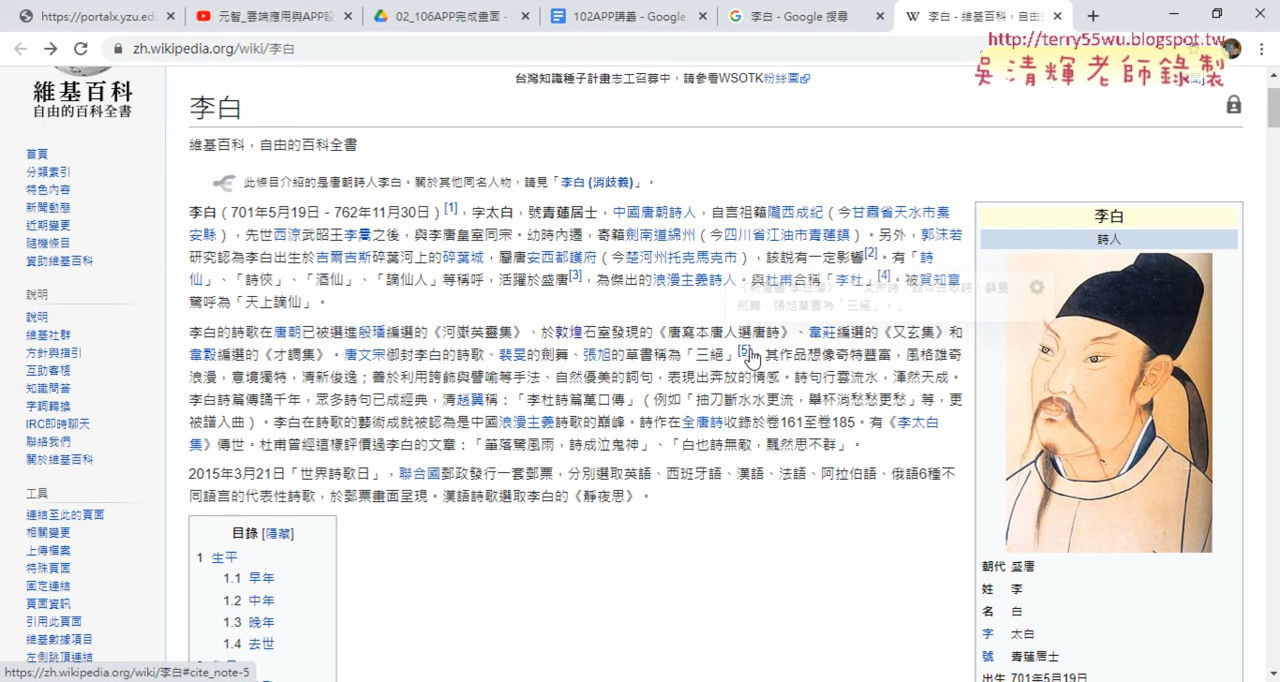 https://portalx.yzu.ed
元智_雲端應用與APP設
02_106APP完成畫面 -
102APP講義 - Google
李白 - Google 搜尋
李白 - 維基百科，自由的
zh.wikipedia.org/wiki/李白
http://terry55wu.blogspot.tw
吳清輝老師錄製
維基百科
自由的百科全書
首頁
分類索引
特色內容
新聞動態
近期變更
隨機條目
資助維基百科
說明
說明
維基社群
方針與指引
互助客棧
知識問答
字詞轉換
IRC即時聊天
聯絡我們
關於維基百科
工具
連結至此的頁面
相關變更
上傳檔案
特殊頁面
固定連結
頁面資訊
引用此頁面
維基數據項目
左側跳頂連結
台灣知識種子計畫志工召募中，請參看WSOTK粉絲團
李白
維基百科，自由的百科全書
此條目介紹的是唐朝詩人李白。關於其他同名人物，請見「李白 (消歧義)」。
李白（701年5月19日－762年11月30日）[1]，字太白，號青蓮居士，中國唐朝詩人，自言祖籍隴西成紀（今甘肅省天水市秦
安縣），先世西涼武昭王李暠之後，與李唐皇室同宗。幼時內遷，寄籍劍南道綿州（今四川省江油市青蓮鎮）。另外，郭沫若
研究認為李白出生於吉爾吉斯碎葉河上的碎葉城，屬唐安西都護府（今楚河州托克馬克市），該說有一定影響[2]。有「詩
仙」、「詩俠」、「酒仙」、「謫仙人」等稱呼，活躍於盛唐[3]，為傑出的浪漫主義詩人。與杜甫合稱「李杜」[4]。被賀知章
驚呼為「天上謫仙」。
李白的詩歌在唐朝已被選進殷璠編選的《河嶽英靈集》、於敦煌石室發現的《唐寫本唐人選唐詩》、韋莊編選的《又玄集》和
韋縠編選的《才調集》。唐文宗御封李白的詩歌、裴旻的劍舞、張旭的草書稱為「三絕」[5]。其作品想像奇特豐富，風格雄奇
浪漫，意境獨特，清新俊逸；善於利用誇飾與譬喻等手法、自然優美的詞句，表現出奔放的情感。詩句行雲流水，渾然天成。
李白詩篇傳誦千年，眾多詩句已成經典，清趙翼稱：「李杜詩篇萬口傳」（例如「抽刀斷水水更流，舉杯消愁愁更愁」等，更
被譜入曲）。李白在詩歌的藝術成就被認為是中國浪漫主義詩歌的巔峰。詩作在全唐詩收錄於卷161至卷185。有《李太白
集》傳世。杜甫曾經這樣評價過李白的文章：「筆落驚風雨，詩成泣鬼神」、「白也詩無敵，飄然思不群」。
2015年3月21日「世界詩歌日」，聯合國郵政發行一套郵票，分別選取英語、西班牙語、漢語、法語、阿拉伯語、俄語6種不
同語言的代表性詩歌，於郵票畫面呈現。漢語詩歌選取李白的《靜夜思》。
目錄 [隱藏]
1 生平
1.1 早年
1.2 中年
1.3 晚年
1.4 去世
李白
詩人
朝代 盛唐
姓 李
名 白
字 太白
號 青蓮居士
出生 701年5月19日
https://zh.wikipedia.org/wiki/李白#cite_note-5